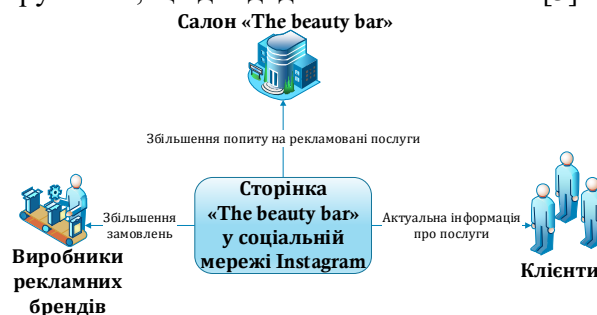 Салон «The beauty bar»
Збільшення попиту на рекламовані послуги
Сторінка
«The beauty bar»
у соціальній
мережі Instagram
Збільшення
замовлень
Актуальна інформація
про послуги
Виробники
рекламних
брендів
Клієнти